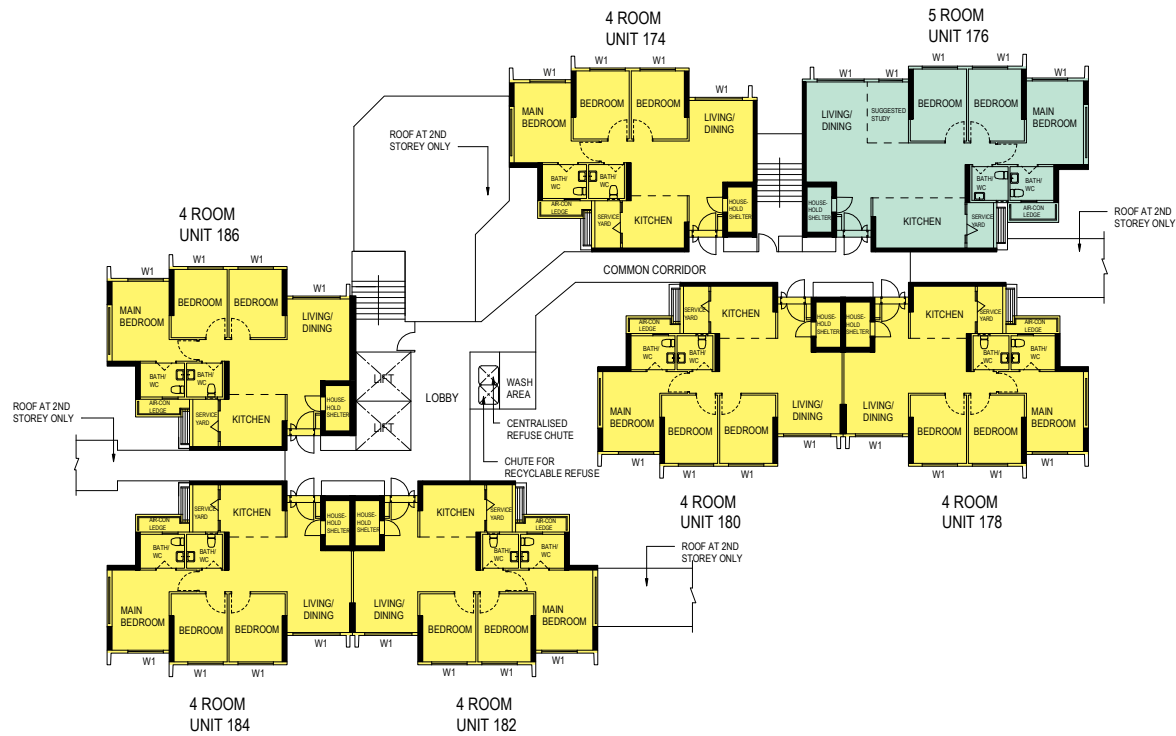 4 ROOM
UNIT 174
5 ROOM
UNIT 176
W1
W1
W1
W1
MAIN
BEDROOM
BEDROOM
BEDROOM
LIVING/
DINING
BATH/
WC
BATH/
WC
AIR-CON
LEDGE
SERVICE
YARD
KITCHEN
HOUSE-
HOLD
SHELTER
W1
W1
W1
W1
W1
LIVING/
DINING
SUGGESTED
STUDY
BEDROOM
BEDROOM
MAIN
BEDROOM
BATH/
WC
BATH/
WC
AIR-CON
LEDGE
HOUSE-
HOLD
SHELTER
KITCHEN
SERVICE
YARD
ROOF AT 2ND
STOREY ONLY
ROOF AT 2ND
STOREY ONLY
COMMON CORRIDOR
4 ROOM
UNIT 186
W1
W1
W1
W1
MAIN
BEDROOM
BEDROOM
BEDROOM
LIVING/
DINING
BATH/
WC
BATH/
WC
AIR-CON
LEDGE
SERVICE
YARD
KITCHEN
HOUSE-
HOLD
SHELTER
LIFT
LIFT
LOBBY
WASH
AREA
CENTRALISED
REFUSE CHUTE
CHUTE FOR
RECYCLABLE REFUSE
ROOF AT 2ND
STOREY ONLY
SERVICE
YARD
KITCHEN
HOUSE-
HOLD
SHELTER
AIR-CON
LEDGE
BATH/
WC
BATH/
WC
MAIN
BEDROOM
BEDROOM
BEDROOM
LIVING/
DINING
W1
W1
W1
W1
4 ROOM
UNIT 180
HOUSE-
HOLD
SHELTER
KITCHEN
SERVICE
YARD
AIR-CON
LEDGE
BATH/
WC
BATH/
WC
LIVING/
DINING
BEDROOM
BEDROOM
MAIN
BEDROOM
W1
W1
W1
W1
4 ROOM
UNIT 178
SERVICE
YARD
KITCHEN
HOUSE-
HOLD
SHELTER
AIR-CON
LEDGE
BATH/
WC
BATH/
WC
MAIN
BEDROOM
BEDROOM
BEDROOM
LIVING/
DINING
W1
W1
W1
W1
4 ROOM
UNIT 184
HOUSE-
HOLD
SHELTER
KITCHEN
SERVICE
YARD
AIR-CON
LEDGE
BATH/
WC
BATH/
WC
LIVING/
DINING
BEDROOM
BEDROOM
MAIN
BEDROOM
W1
W1
W1
W1
4 ROOM
UNIT 182
ROOF AT 2ND
STOREY ONLY